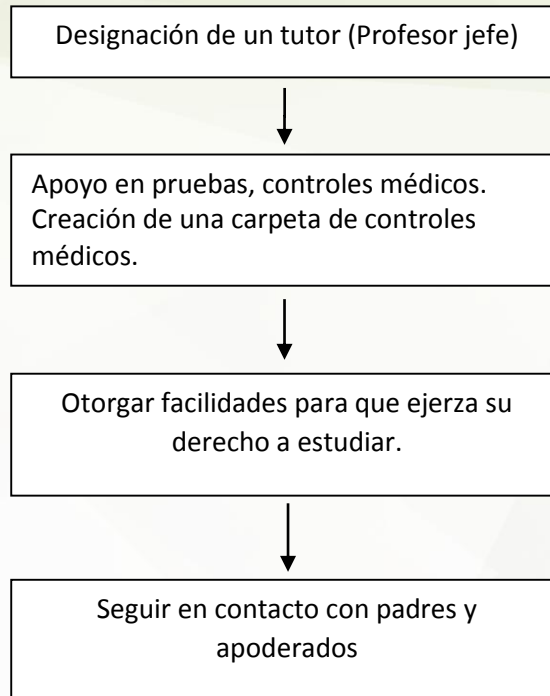 Designación de un tutor (Profesor jefe)
Apoyo en pruebas, controles médicos.
Creación de una carpeta de controles
médicos.
Otorgar facilidades para que ejerza su
derecho a estudiar.
Seguir en contacto con padres y
apoderados